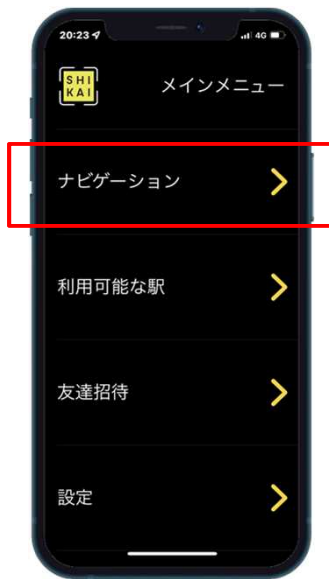 20:23
4G
SHI
KAI
メインメニュー
ナビゲーション
利用可能な駅
友達招待
設定